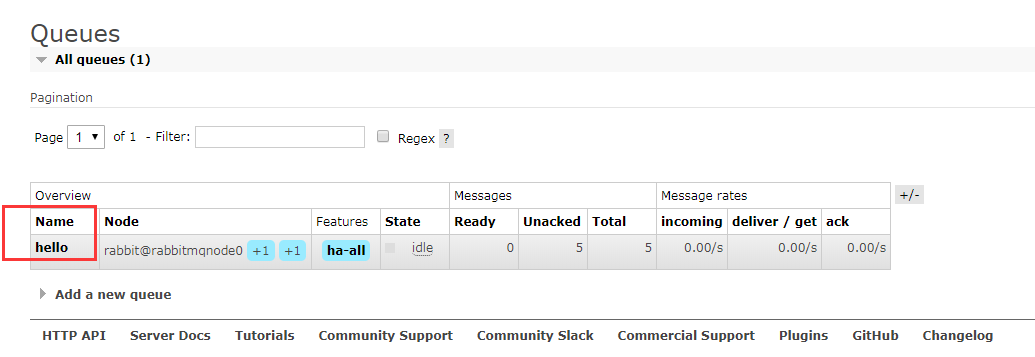 Queues
All queues (1)
Pagination
Page 1 of 1 - Filter: Regex ?
Overview Messages Message rates +/-
Name Node Features State Ready Unacked Total incoming deliver / get ack
hello rabbit@rabbitmqnode0 +1 +1 ha-all idle 0 5 5 0.00/s 0.00/s 0.00/s
Add a new queue
HTTP API Server Docs Tutorials Community Support Community Slack Commercial Support Plugins GitHub Changelog